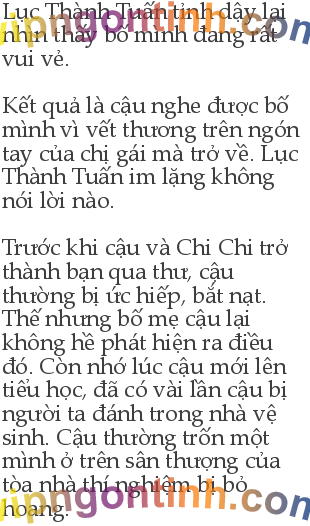 Lục Thành Tuấn tỉnh dậy lại
nhìn thấy bố mình đang rất
vui vẻ.
Kết quả là cậu nghe được bố
mình vì vết thương trên ngón
tay của chị gái mà trở về. Lục
Thành Tuấn im lặng không
nói lời nào.
Trước khi cậu và Chi Chi trở
thành bạn qua thư, cậu
thường bị ức hiếp, bắt nạt.
Thế nhưng bố mẹ cậu lại
không hề phát hiện ra điều
đó. Còn nhớ lúc cậu mới lên
tiểu học, đã có vài lần cậu bị
người ta đánh trong nhà vệ
sinh. Cậu thường trốn một
mình ở trên sân thượng của
tòa nhà thí nghiệm bị bỏ
hoang.
vipngontinh.com
vipngontinh.com